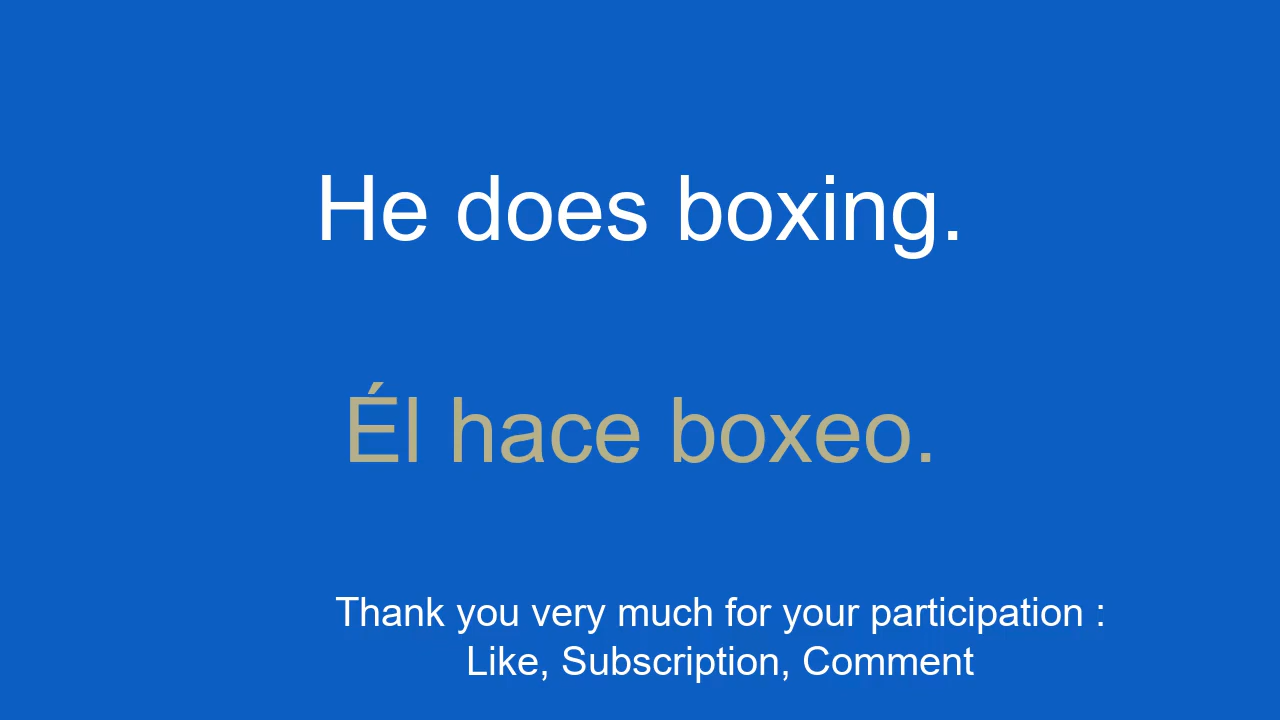 He does boxing.
Él hace boxeo.
Thank you very much for your participation :
Like, Subscription, Comment